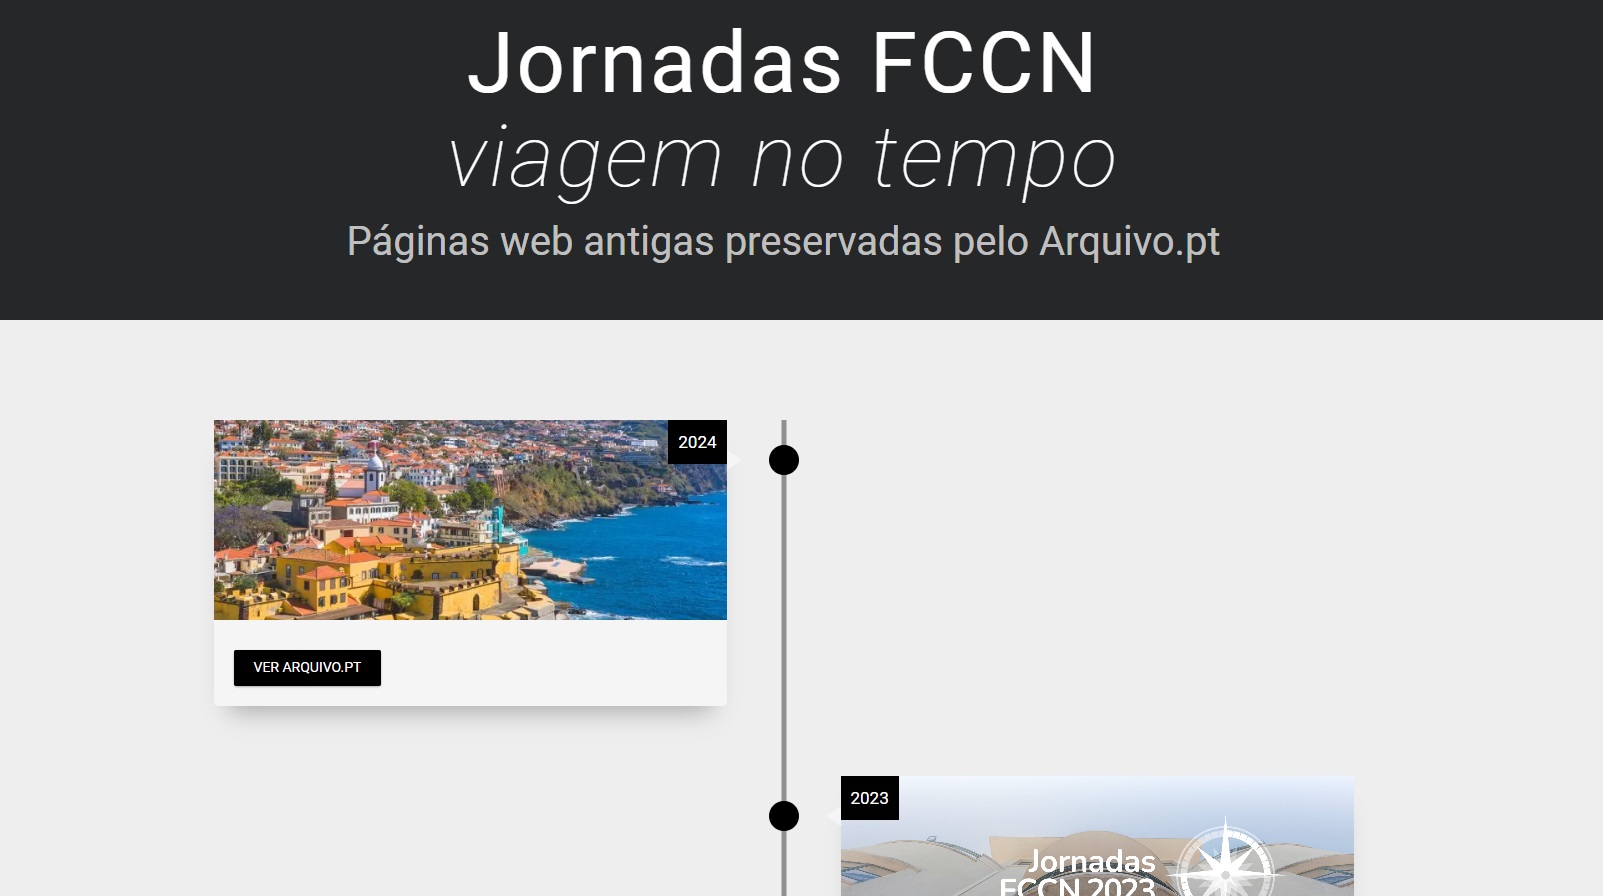 Jornadas FCCN
viagem no tempo
Páginas web antigas preservadas pelo Arquivo.pt
2024
VER ARQUIVO.PT
2023
Jornadas
FCCN 2023